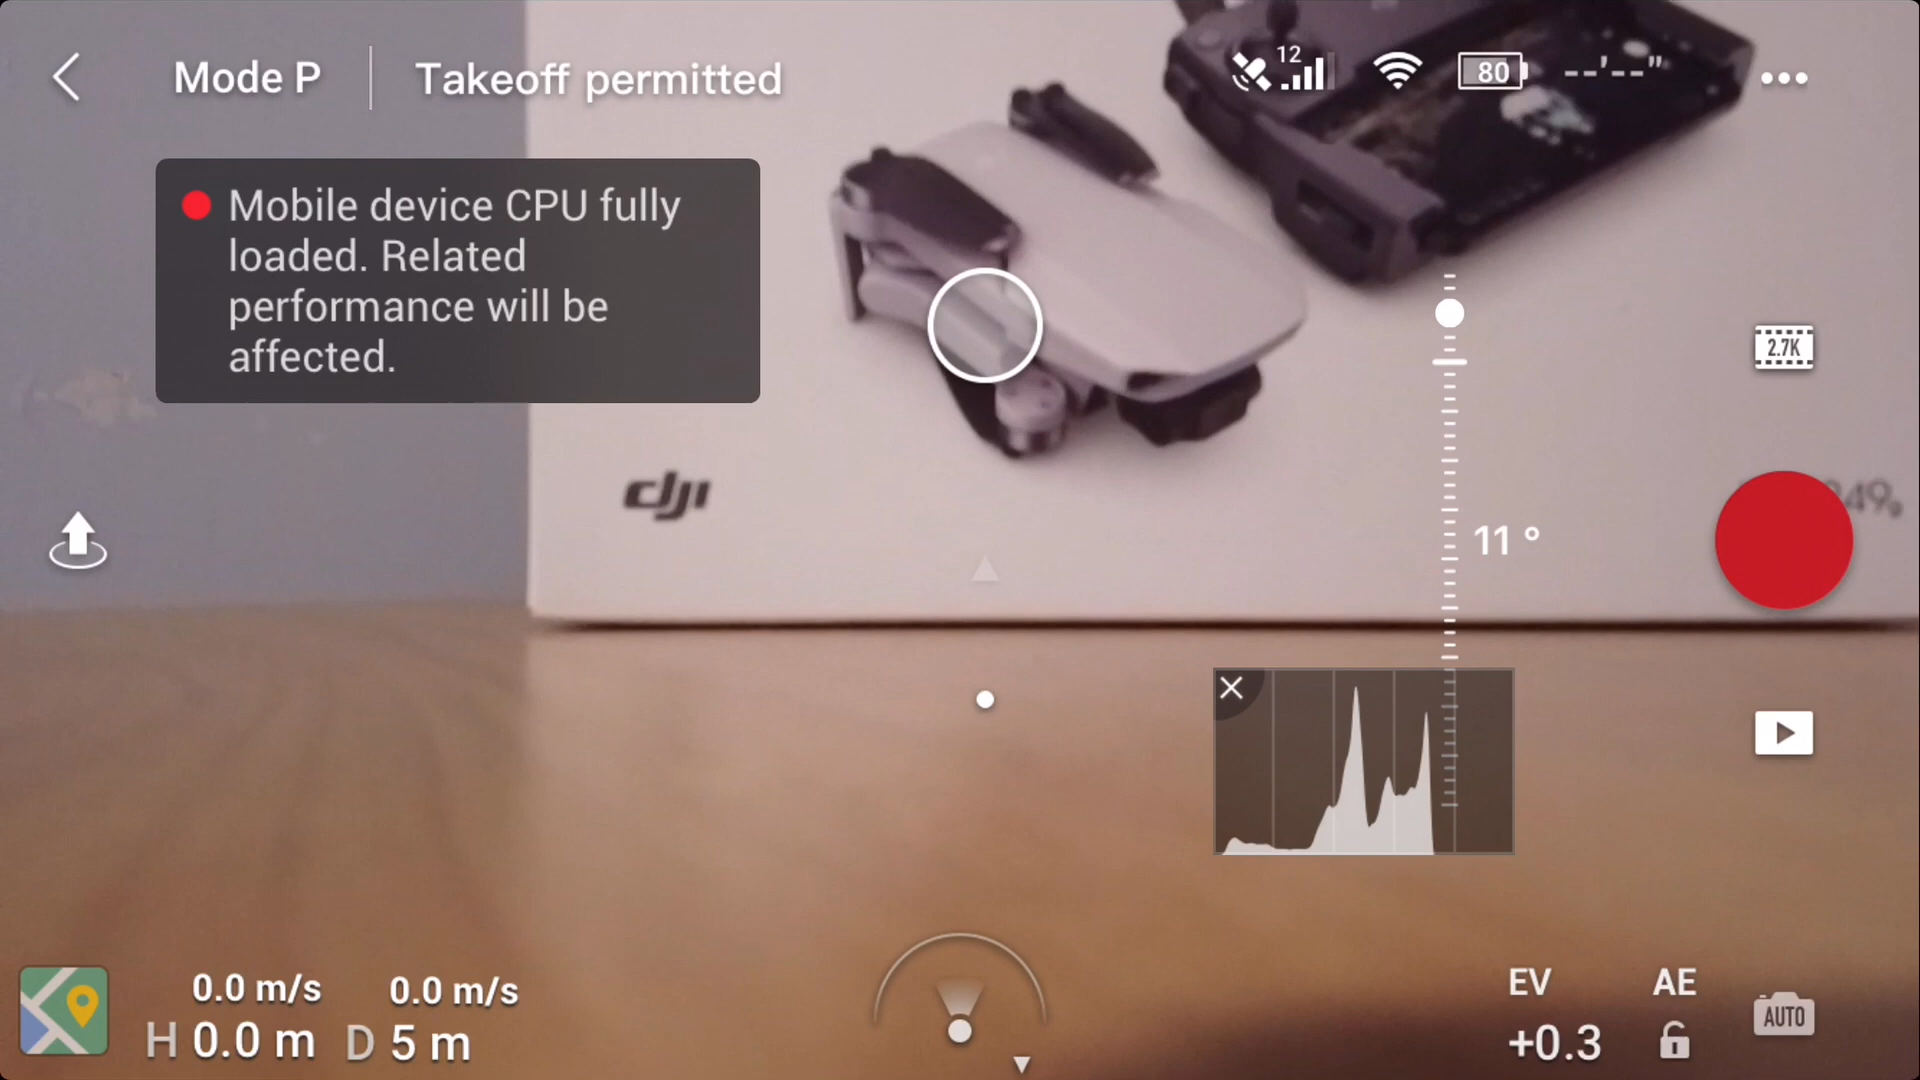 Mode P
Takeoff permitted
12
80
--'--"
Mobile device CPU fully
loaded. Related
performance will be
affected.
2.7K
dji
49g
11 °
0.0 m/s
0.0 m/s
H 0.0 m
D 5 m
EV
+0.3
AE
AUTO